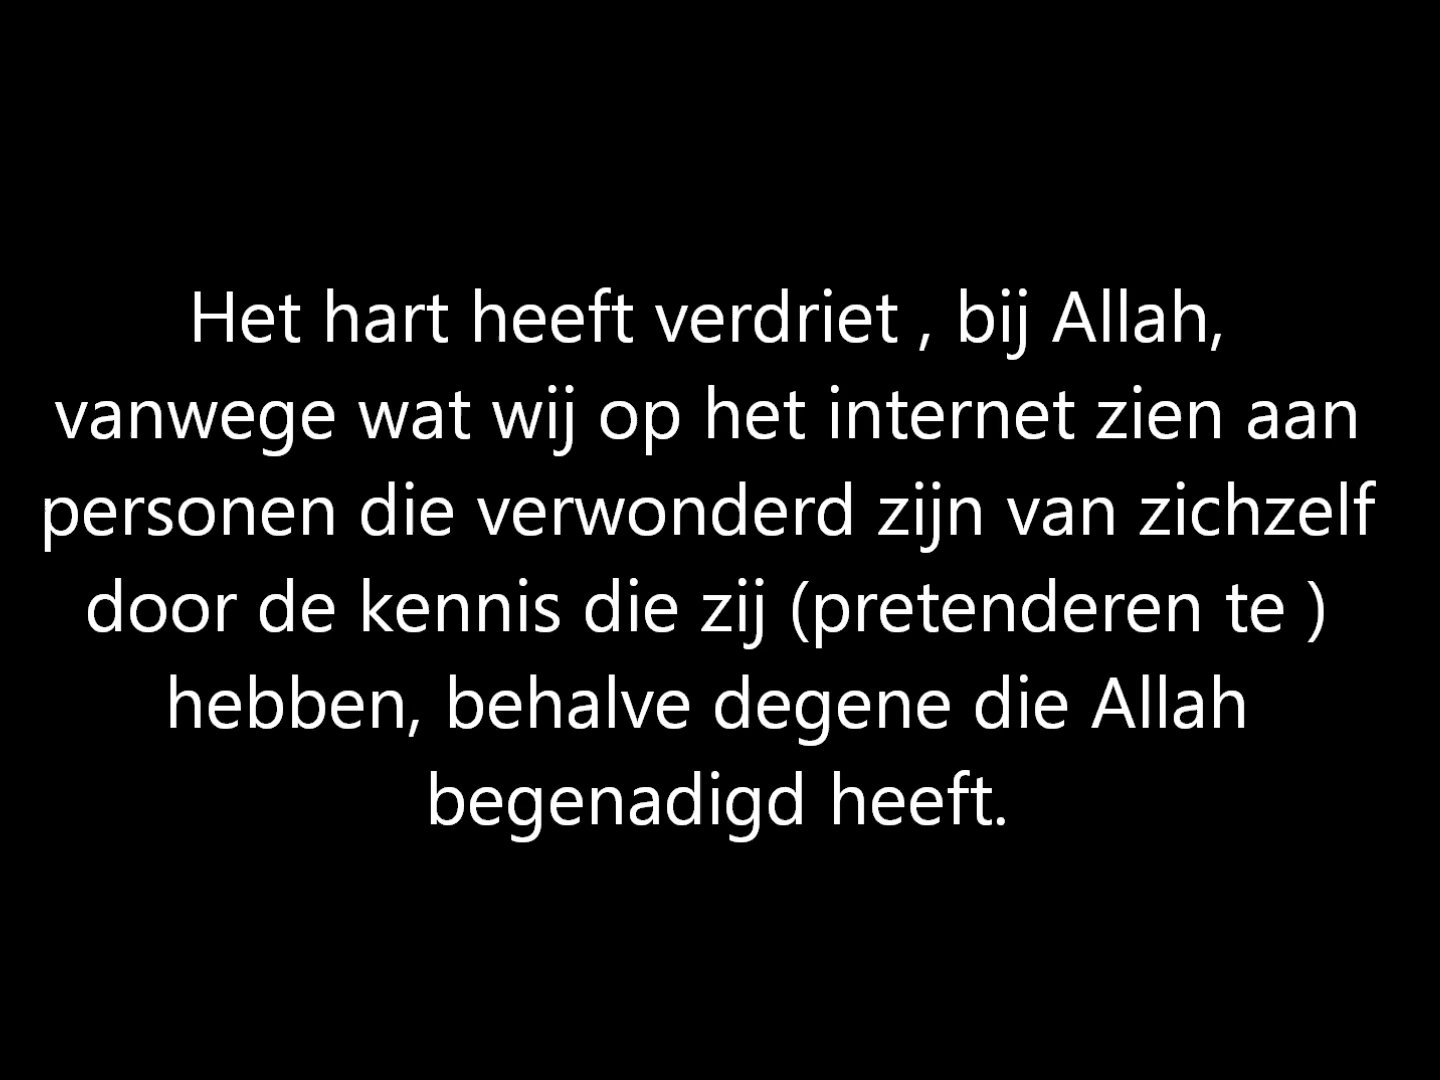 Het hart heeft verdriet , bij Allah,
vanwege wat wij op het internet zien aan
personen die verwonderd zijn van zichzelf
door de kennis die zij (pretenderen te )
hebben, behalve degene die Allah
begenadigd heeft.